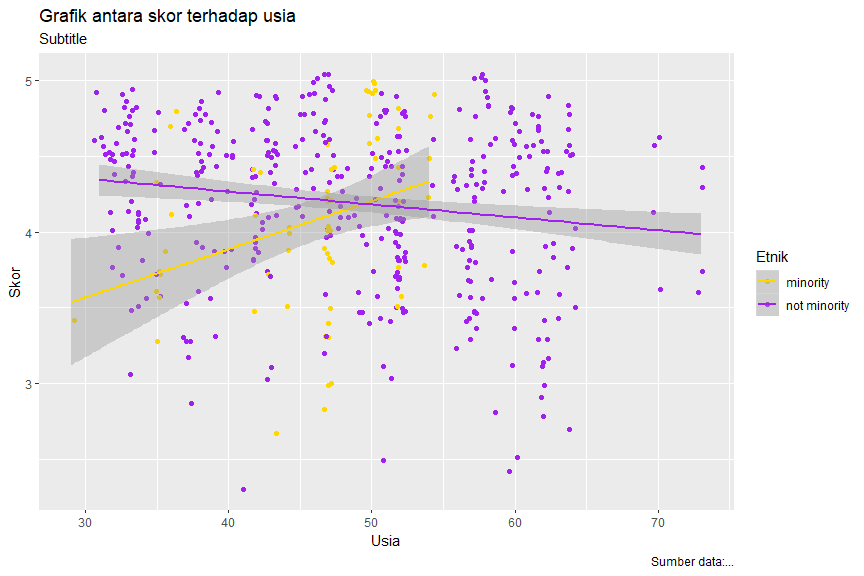 Grafik antara skor terhadap usia
Subtitle
5
4
3
Skor
30 40 50 60 70
Usia
Etnik
minority
not minority
Sumber data:...